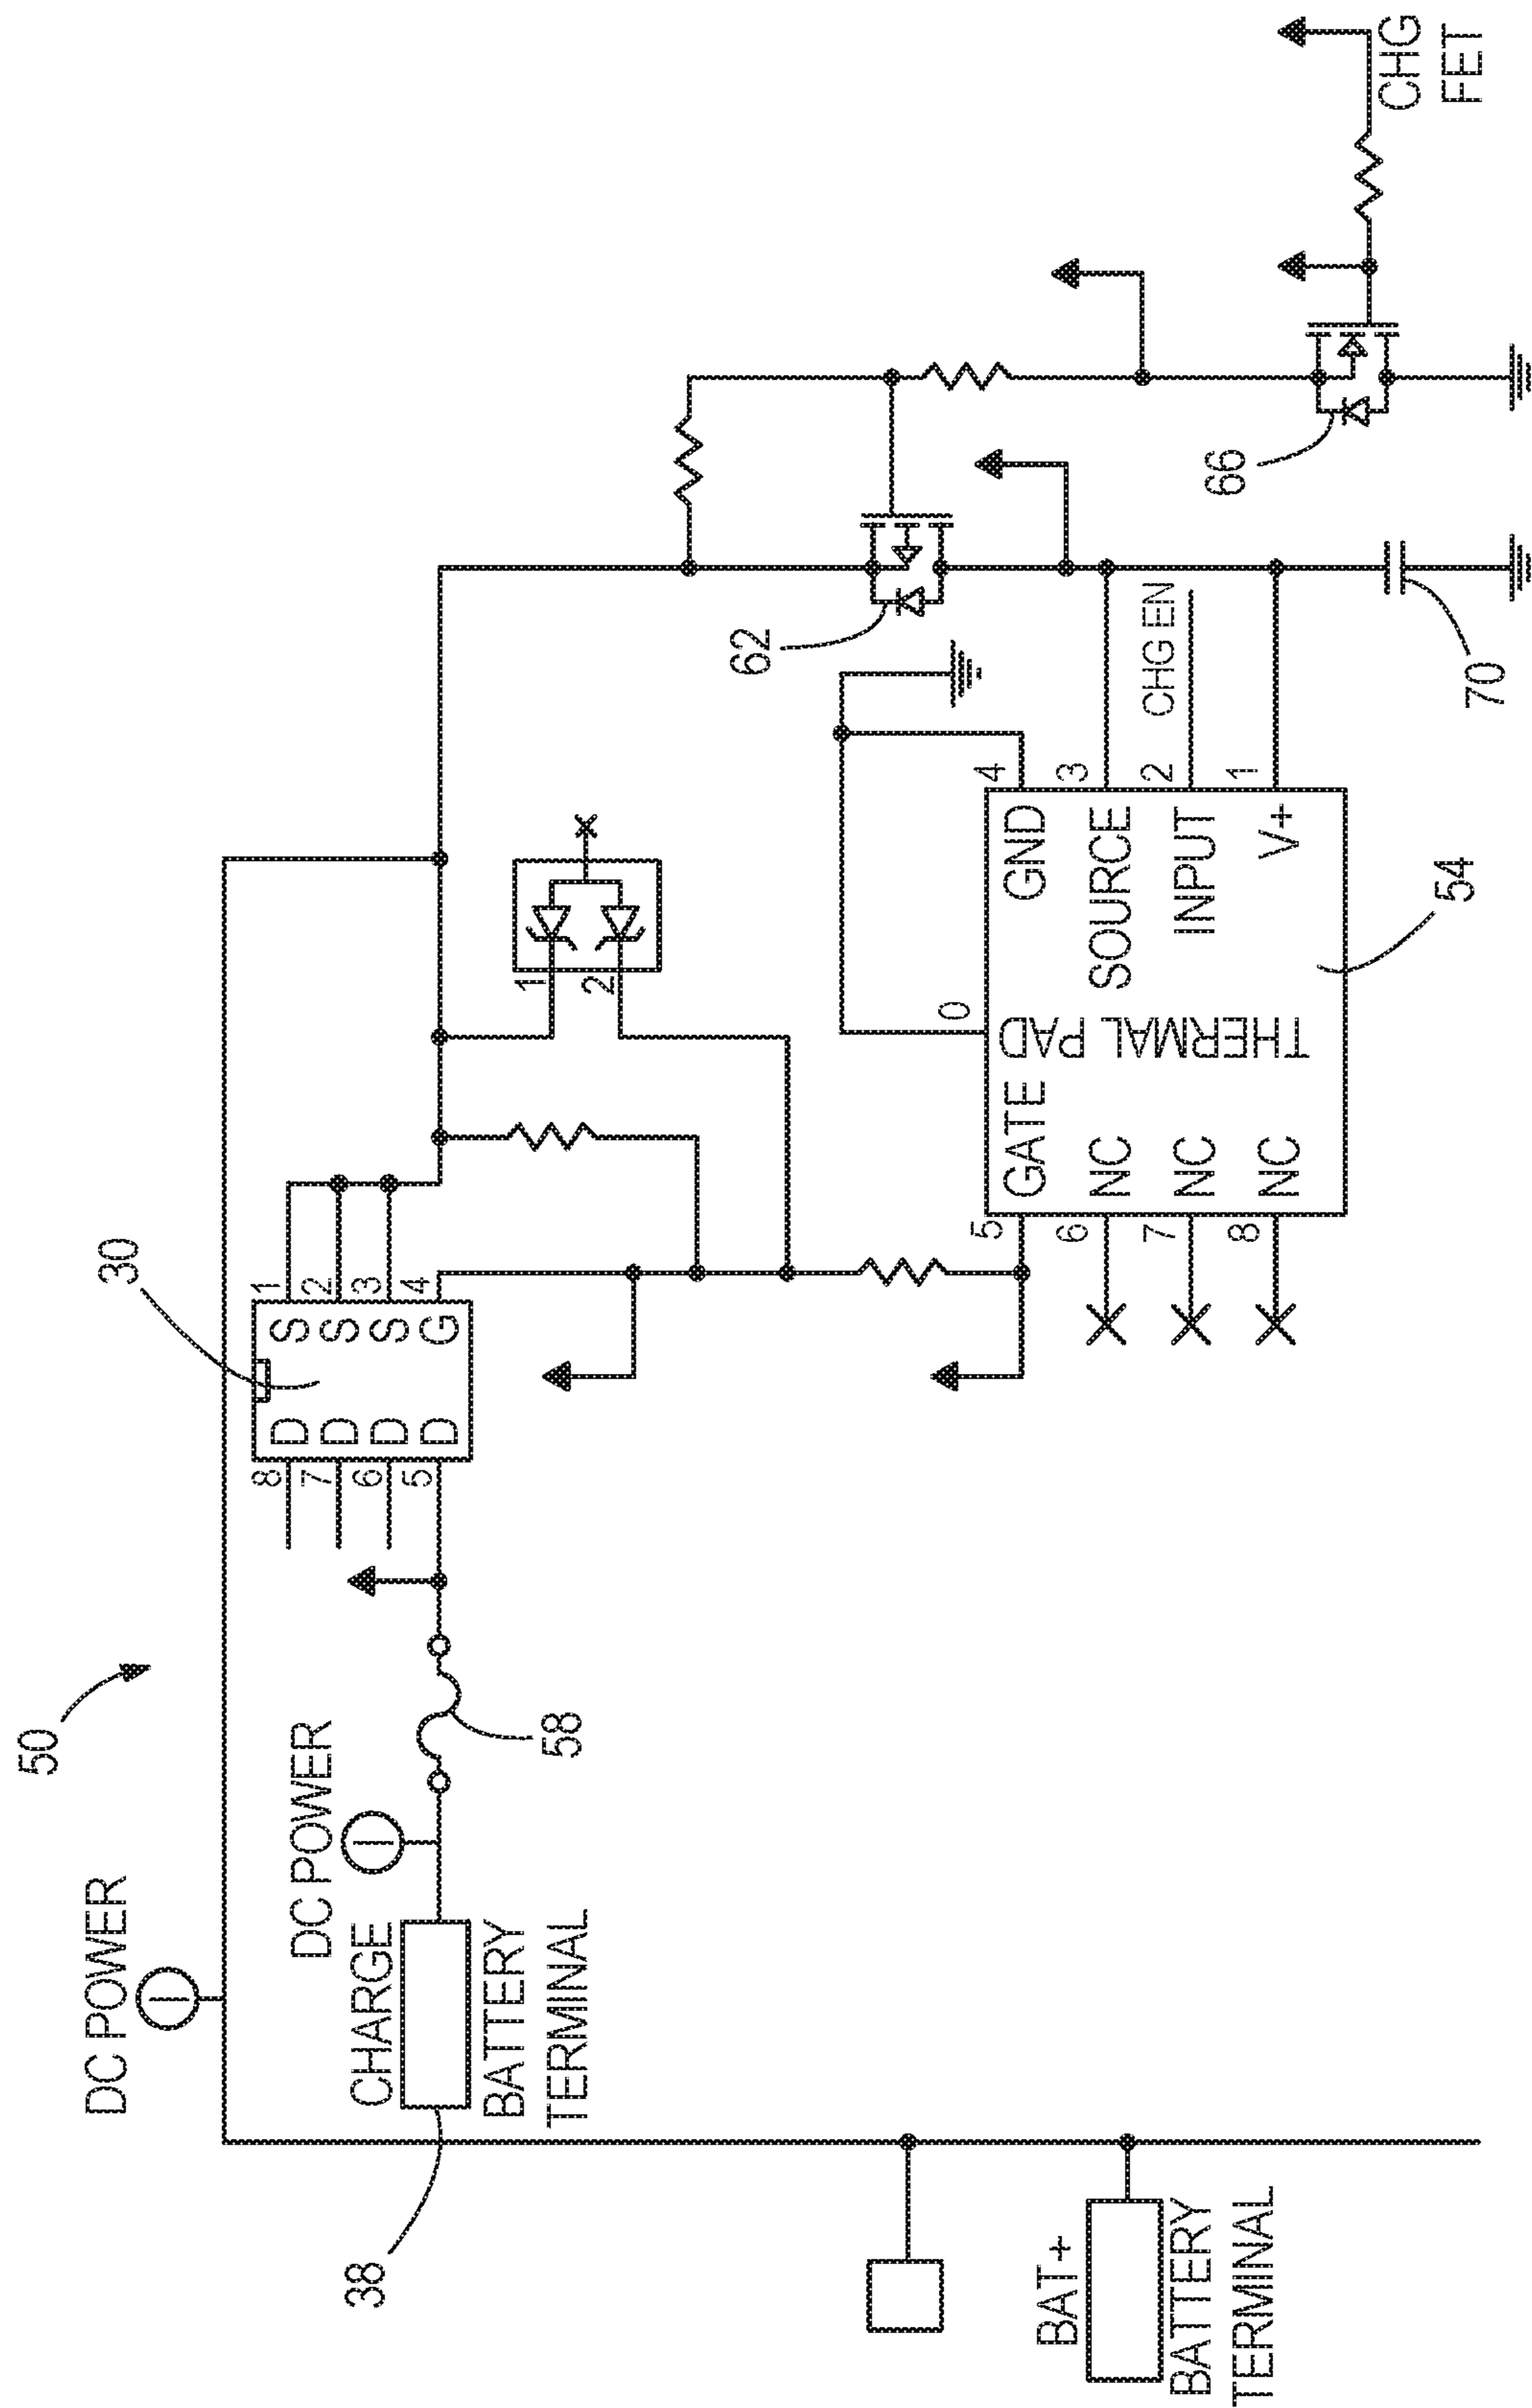 50
DC POWER
DC POWER
CHARGE
BATTERY
TERMINAL
38
58
30
8 D
7 D
6 D
5 D
S 1
S 2
S 3
G 4
1
2
BAT+
BATTERY
TERMINAL
5 GATE
6 NC
7 NC
8 NC
THERMAL PAD
0
GND 4
SOURCE 3
INPUT 2
V+ 1
CHG EN
54
62
66
70
CHG
FET